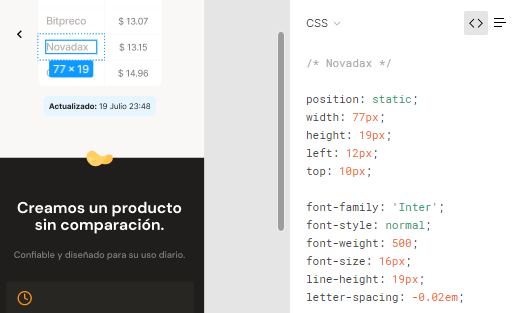 Bitpreco $ 13.07
Novadax $ 13.15
77 × 19
$ 14.96
Actualizado: 19 Julio 23:48
Creamos un producto
sin comparación.
Confiable y diseñado para su uso diario.
CSS
/* Novadax */
position: static;
width: 77px;
height: 19px;
left: 12px;
top: 10px;
font-family: 'Inter';
font-style: normal;
font-weight: 500;
font-size: 16px;
line-height: 19px;
letter-spacing: -0.02em;